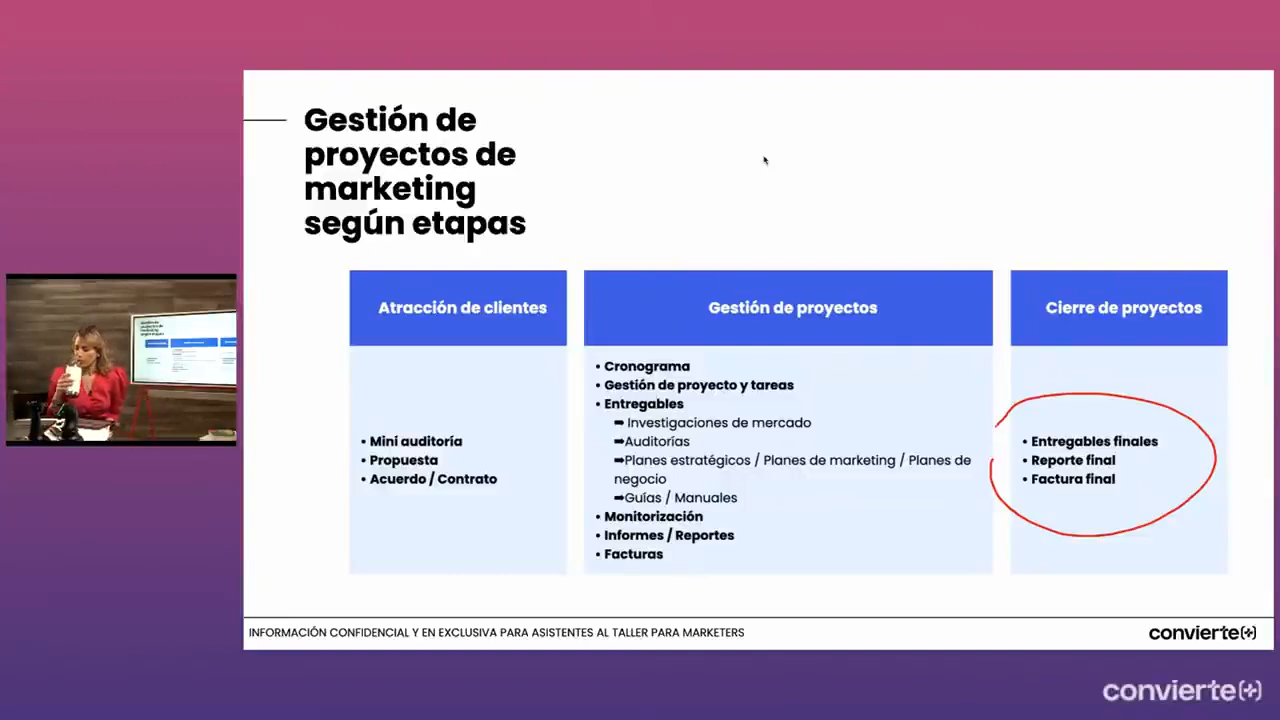 Gestión de
proyectos de
marketing
según etapas
Atracción de clientes
• Mini auditoría
• Propuesta
• Acuerdo / Contrato
Gestión de proyectos
• Cronograma
• Gestión de proyecto y tareas
• Entregables
➡ Investigaciones de mercado
➡Auditorías
➡Planes estratégicos / Planes de marketing / Planes de
negocio
➡Guías / Manuales
• Monitorización
• Informes / Reportes
• Facturas
Cierre de proyectos
• Entregables finales
• Reporte final
• Factura final
INFORMACIÓN CONFIDENCIAL Y EN EXCLUSIVA PARA ASISTENTES AL TALLER PARA MARKETERS
convierte(+)
convierte(+)